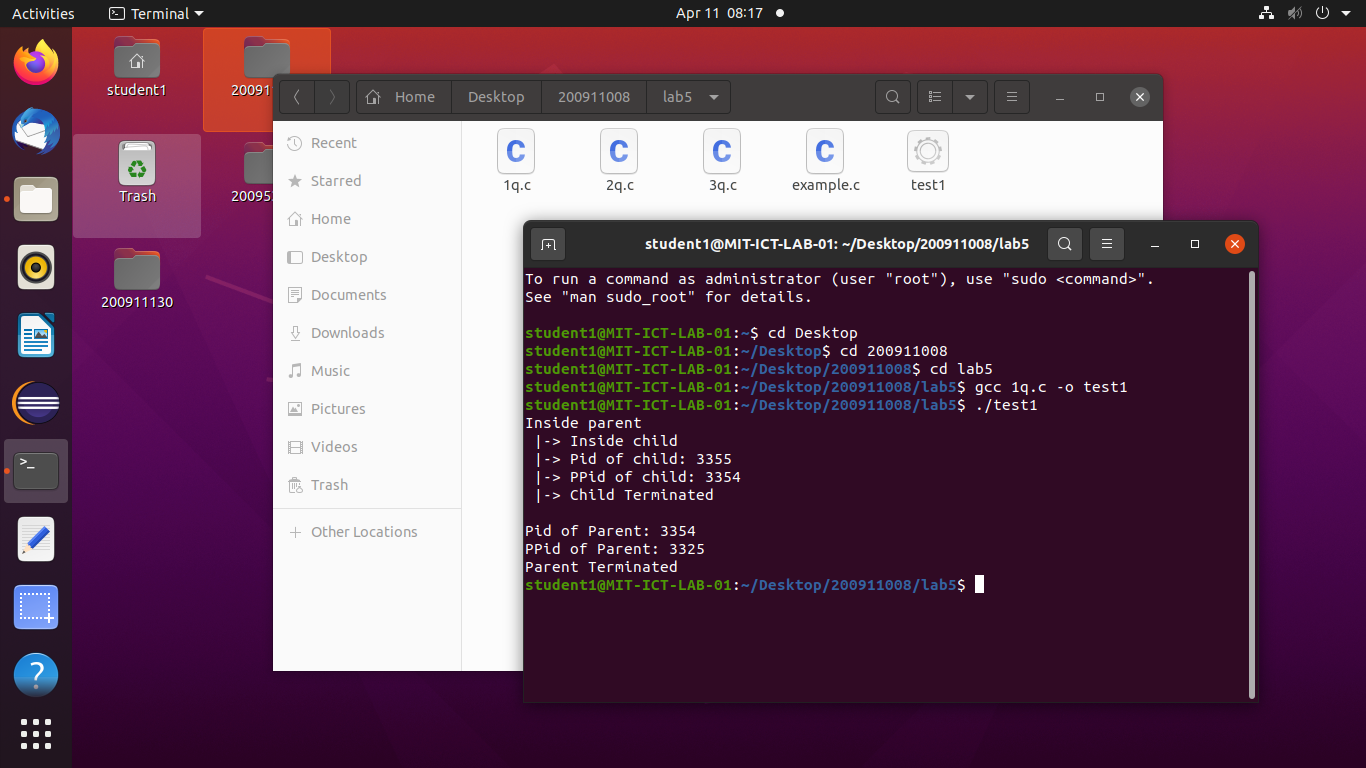 Activities
Terminal
Apr 11 08:17
student1
Trash
200911130
Home
Desktop
200911008
lab5
Recent
Starred
Home
Desktop
Documents
Downloads
Music
Pictures
Videos
Trash
Other Locations
1q.c
2q.c
3q.c
example.c
test1
student1@MIT-ICT-LAB-01: ~/Desktop/200911008/lab5
To run a command as administrator (user "root"), use "sudo <command>".
See "man sudo_root" for details.
student1@MIT-ICT-LAB-01:~$ cd Desktop
student1@MIT-ICT-LAB-01:~/Desktop$ cd 200911008
student1@MIT-ICT-LAB-01:~/Desktop/200911008$ cd lab5
student1@MIT-ICT-LAB-01:~/Desktop/200911008/lab5$ gcc 1q.c -o test1
student1@MIT-ICT-LAB-01:~/Desktop/200911008/lab5$ ./test1
Inside parent
|-> Inside child
|-> Pid of child: 3355
|-> PPid of child: 3354
|-> Child Terminated
Pid of Parent: 3354
PPid of Parent: 3325
Parent Terminated
student1@MIT-ICT-LAB-01:~/Desktop/200911008/lab5$